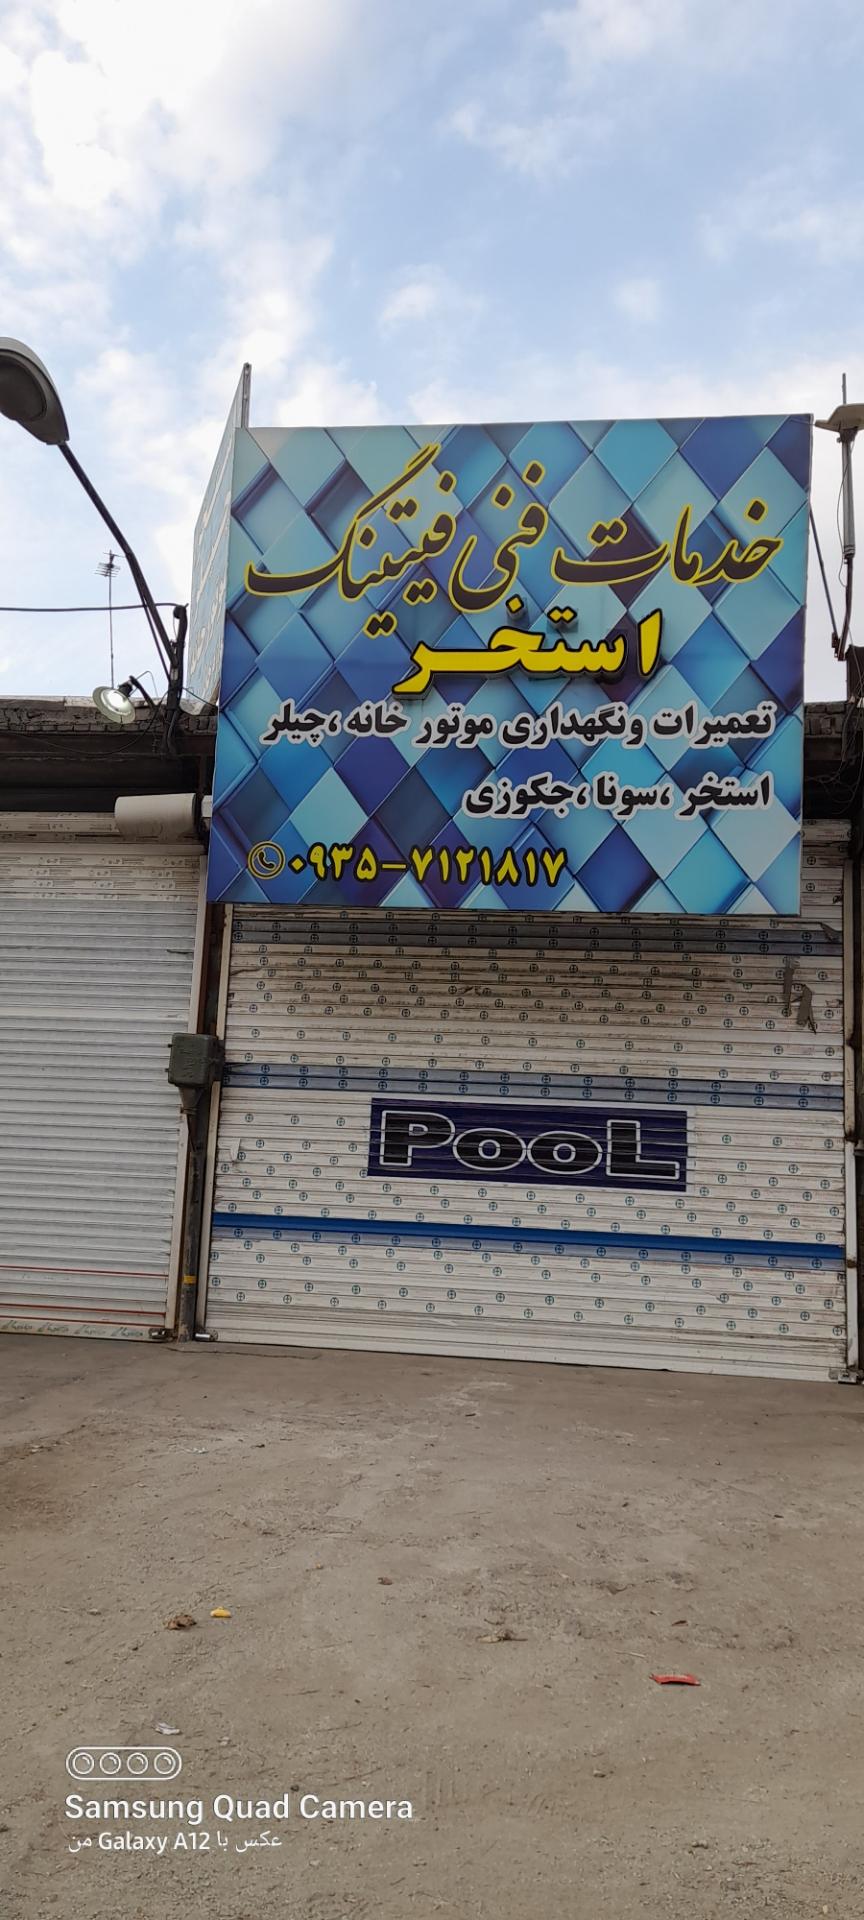 خدمات فنی فیتینگ
استخر
تعمیرات ونگهداری موتور خانه ،چیلر
استخر ،سونا ،جکوزی
۰۹۳۵-۷۱۲۱۸۱۷
POOL
Samsung Quad Camera
عکس با Galaxy A12 من